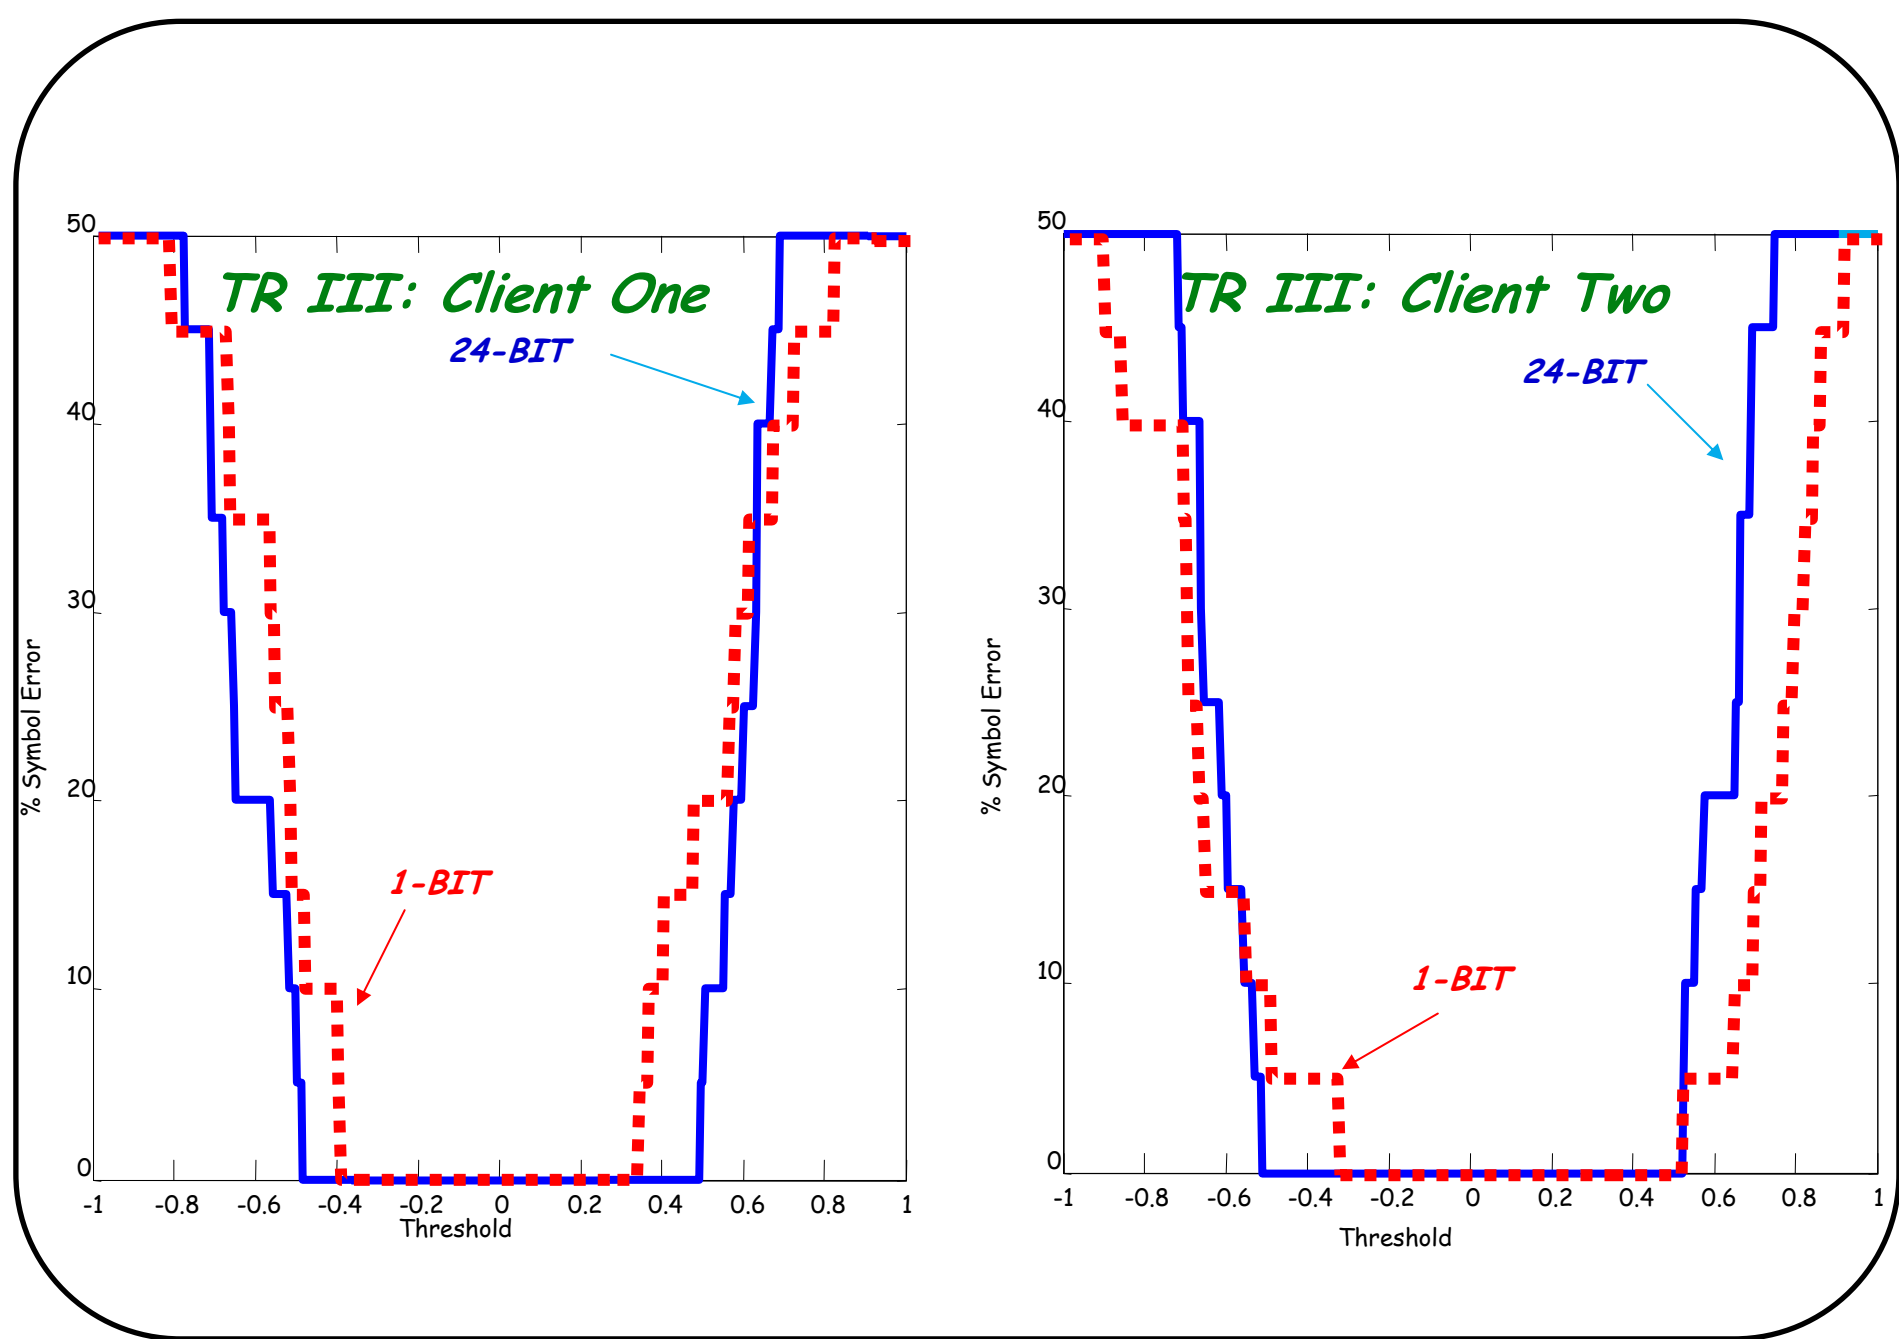 TR III: Client One
24-BIT
1-BIT
% Symbol Error
50
40
30
20
10
0
-1 -0.8 -0.6 -0.4 -0.2 0 0.2 0.4 0.6 0.8 1
Threshold
TR III: Client Two
24-BIT
1-BIT
% Symbol Error
50
40
30
20
10
0
-1 -0.8 -0.6 -0.4 -0.2 0 0.2 0.4 0.6 0.8 1
Threshold